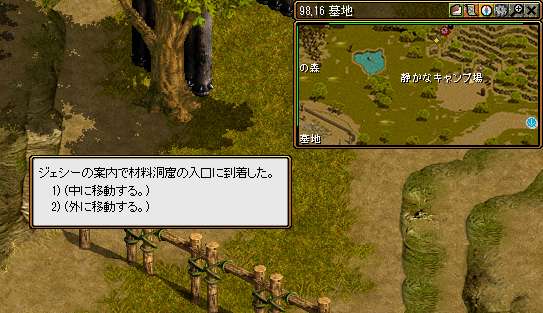 98,16 墓地
の森
静かなキャンプ場
墓地
ジェシーの案内で材料洞窟の入口に到着した。
1) (中に移動する。)
2) (外に移動する。)